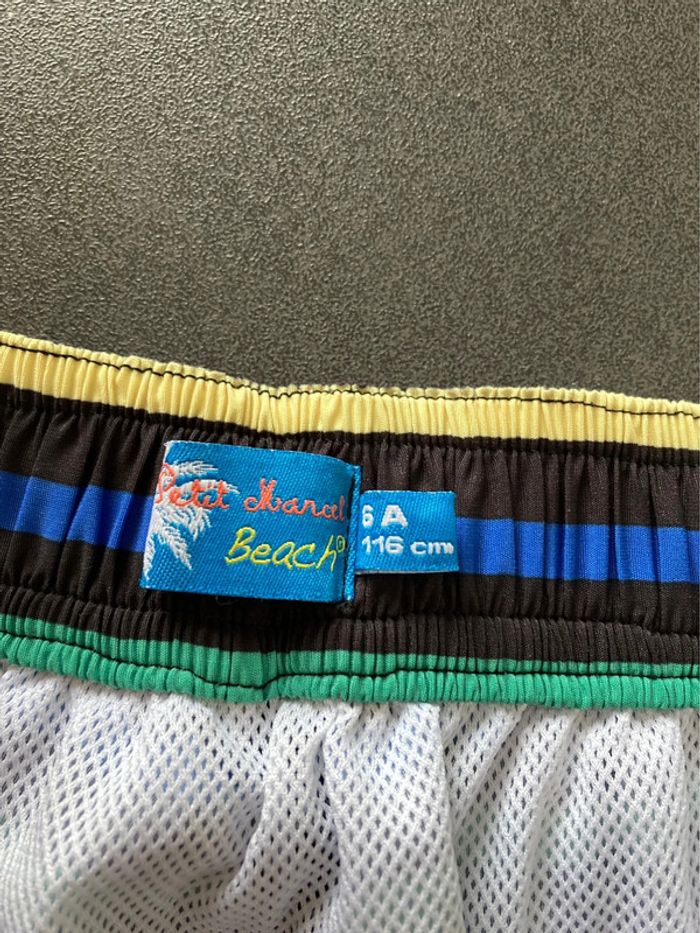 Petit Marcel
Beach®
6 A
116 cm